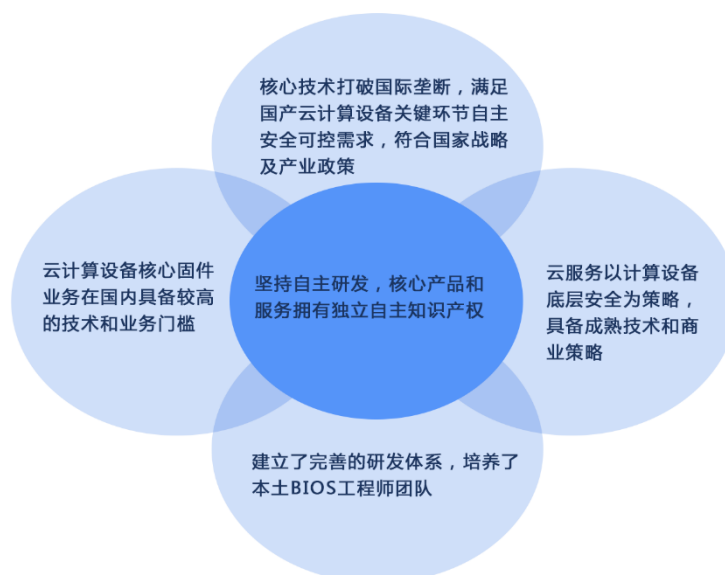 核心技术打破国际垄断，满足
国产云计算设备关键环节自主
安全可控需求，符合国家战略
及产业政策
云计算设备核心固件
业务在国内具备较高
的技术和业务门槛
坚持自主研发，核心产品和
服务拥有独立自主知识产权
云服务以计算设备
底层安全为策略，
具备成熟技术和商
业策略
建立了完善的研发体系，培养了
本土BIOS工程师团队